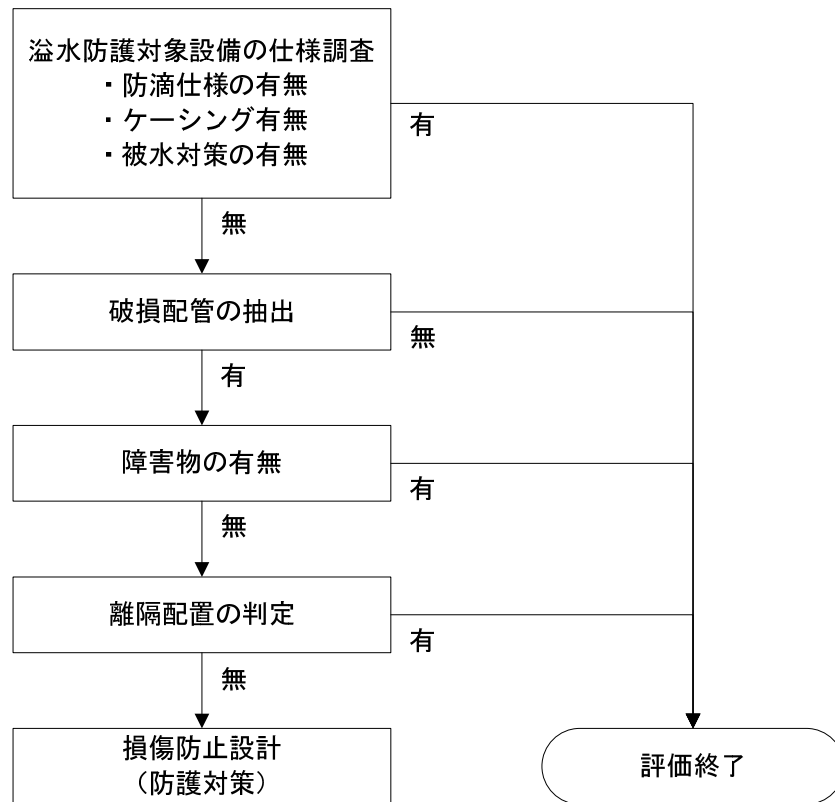 溢水防護対象設備の仕様調査
・防滴仕様の有無
・ケーシング有無
・被水対策の有無
有
無
破損配管の抽出
無
有
障害物の有無
有
無
離隔配置の判定
有
無
損傷防止設計
（防護対策）
評価終了